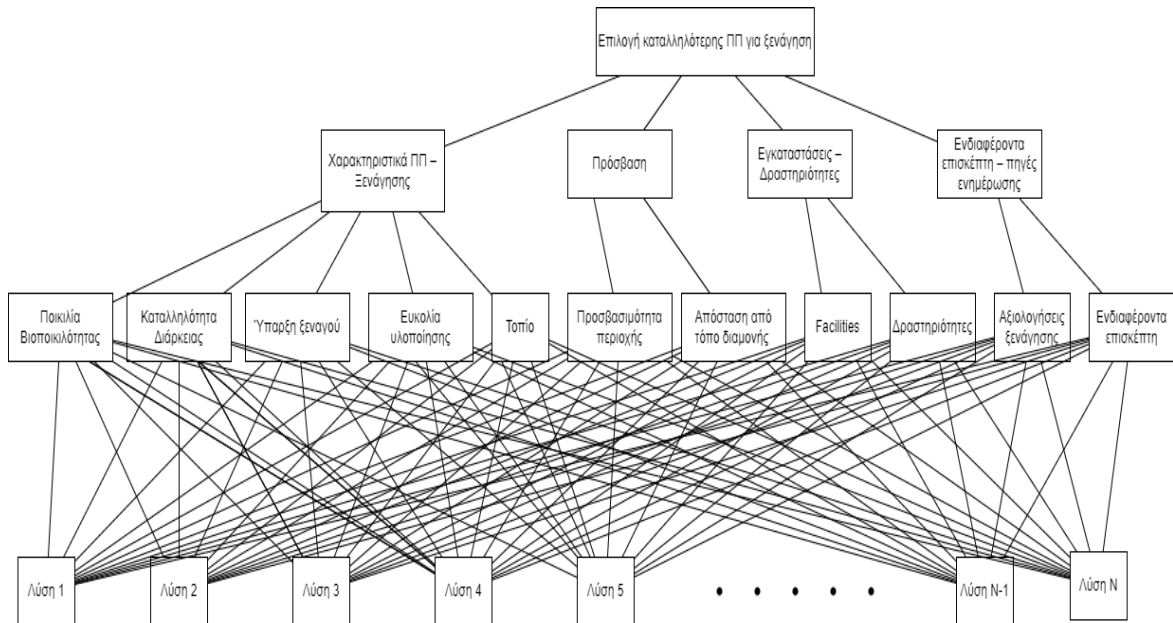 Επιλογή καταλληλότερης ΠΠ για ξενάγηση
Χαρακτηριστικά ΠΠ –
Ξενάγησης
Πρόσβαση
Εγκαταστάσεις –
Δραστηριότητες
Ενδιαφέροντα
επισκέπτη – πηγές
ενημέρωσης
Ποικιλία
Βιοποικιλότητας
Καταλληλότητα
Διάρκειας
Ύπαρξη ξεναγού
Ευκολία
υλοποίησης
Τοπίο
Προσβασιμότητα
περιοχής
Απόσταση από
τόπο διαμονής
Facilities
Δραστηριότητες
Αξιολογήσεις
ξενάγησης
Ενδιαφέροντα
επισκέπτη
Λύση 1
Λύση 2
Λύση 3
Λύση 4
Λύση 5
Λύση N-1
Λύση N